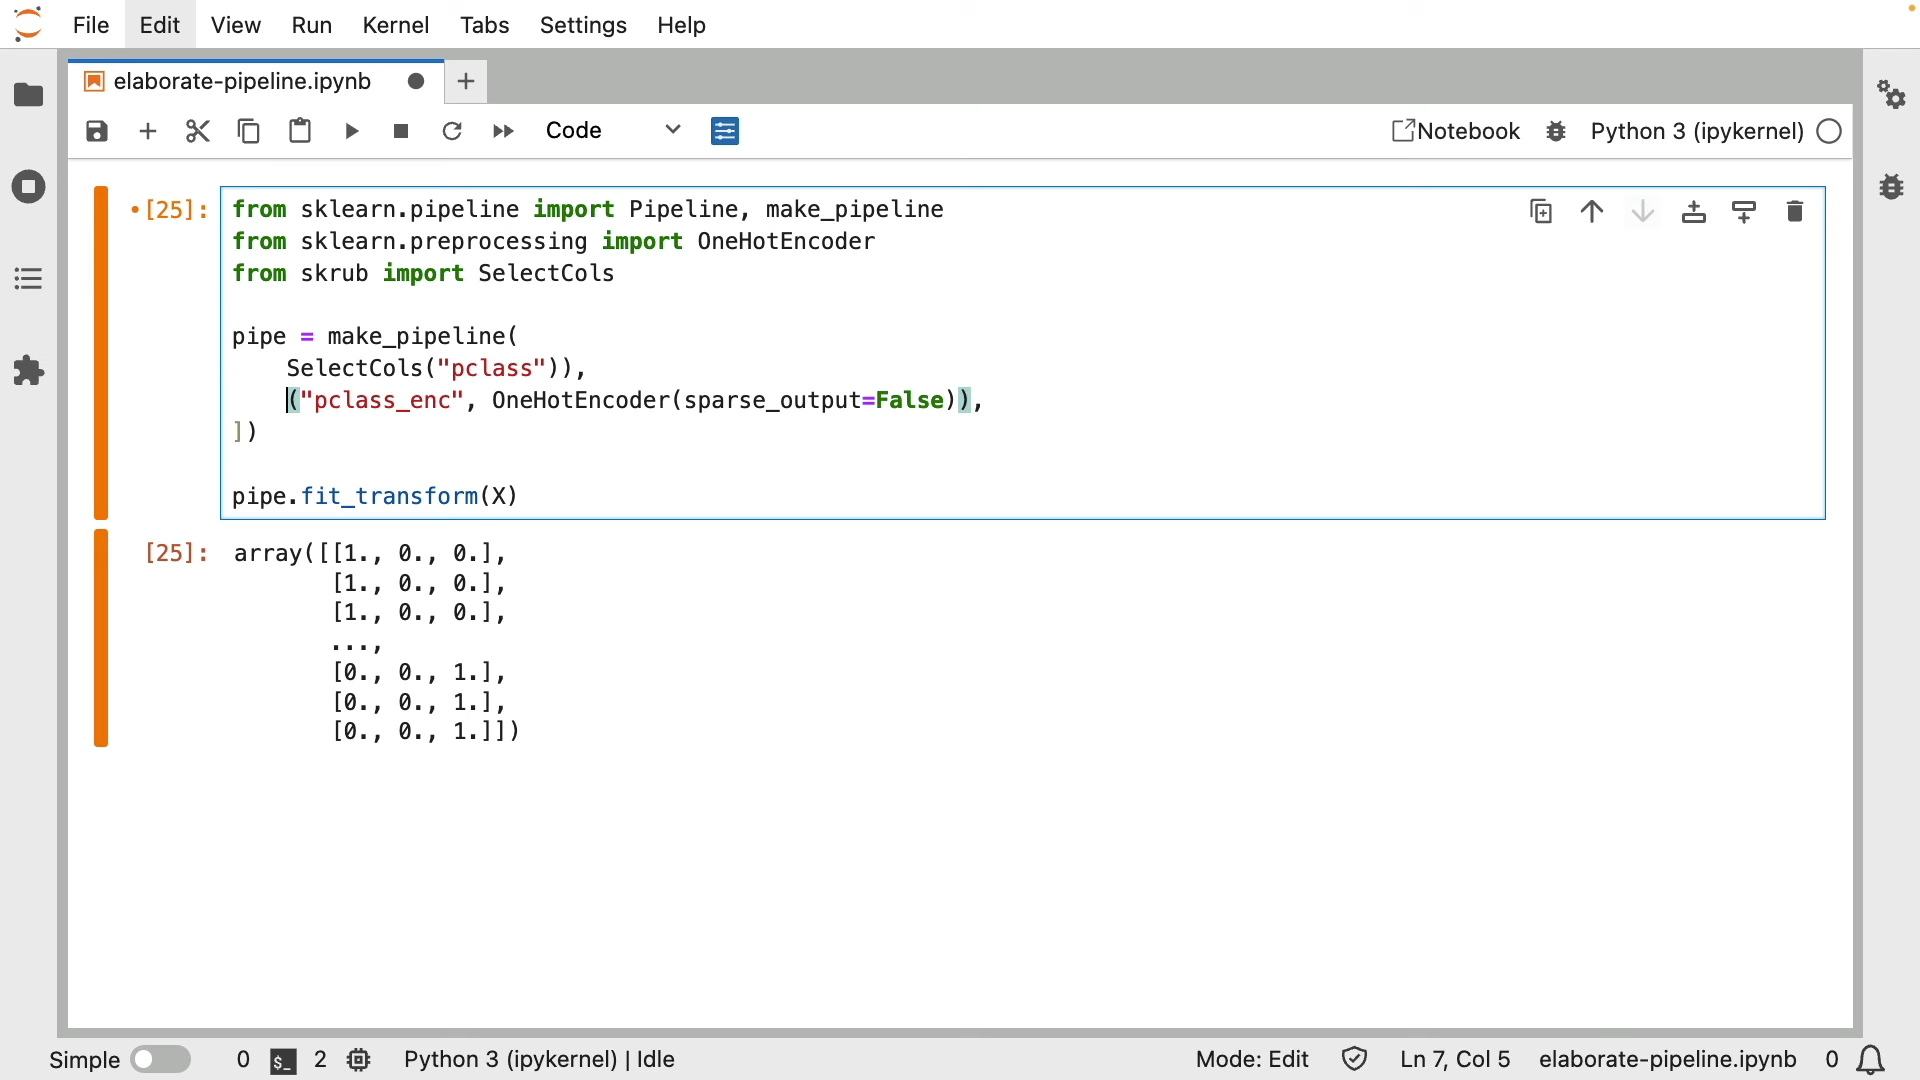 File Edit View Run Kernel Tabs Settings Help
elaborate-pipeline.ipynb
Code
Notebook Python 3 (ipykernel)
[25]: from sklearn.pipeline import Pipeline, make_pipeline
from sklearn.preprocessing import OneHotEncoder
from skrub import SelectCols
pipe = make_pipeline(
SelectCols("pclass")),
("pclass_enc", OneHotEncoder(sparse_output=False)),
])
pipe.fit_transform(X)
[25]: array([[1., 0., 0.],
[1., 0., 0.],
[1., 0., 0.],
...,
[0., 0., 1.],
[0., 0., 1.],
[0., 0., 1.]])
Simple 0 $_ 2 Python 3 (ipykernel) | Idle Mode: Edit Ln 7, Col 5 elaborate-pipeline.ipynb 0